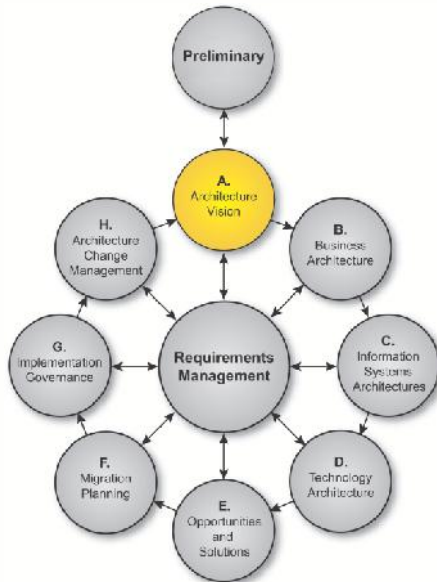 Preliminary
A.
Architecture
Vision
B.
Business
Architecture
C.
Information
Systems
Architectures
D.
Technology
Architecture
E.
Opportunities
and
Solutions
F.
Migration
Planning
G.
Implementation
Governance
H.
Architecture
Change
Management
Requirements
Management